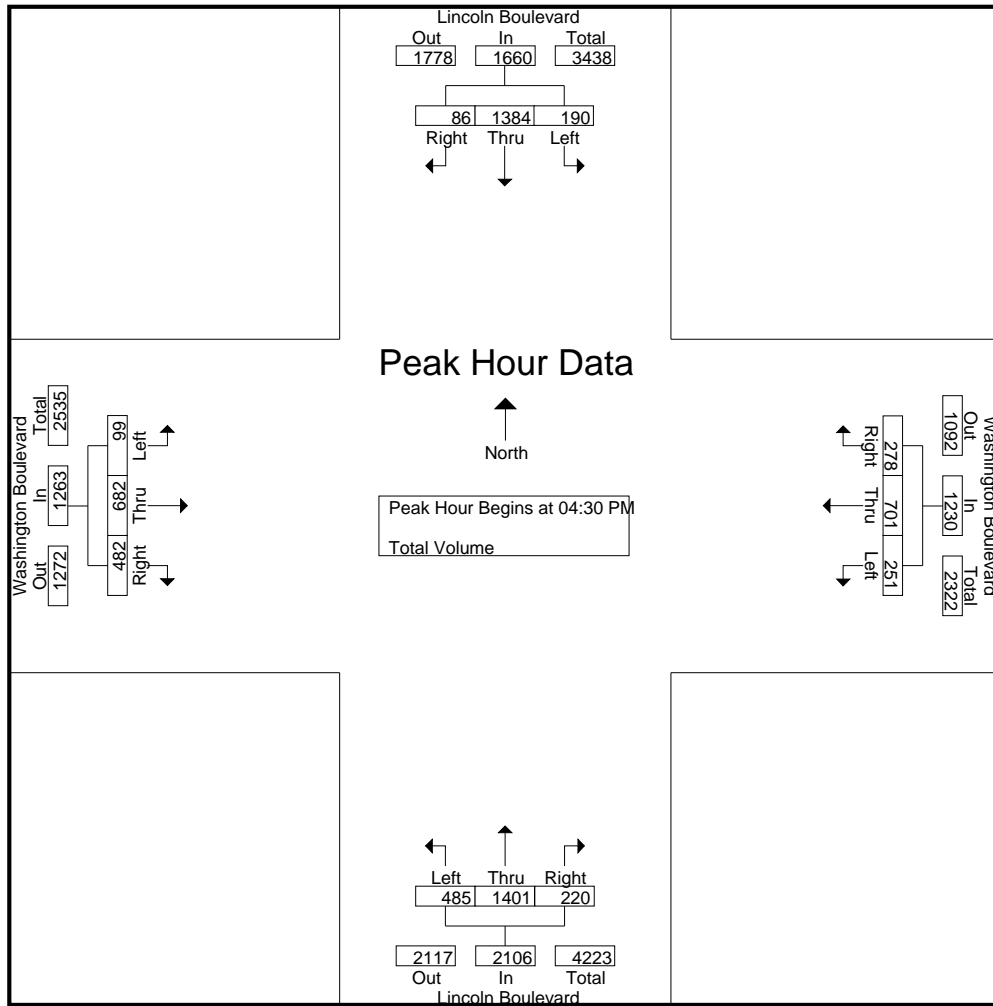 Lincoln Boulevard
Out In Total
1778 1660 3438
86 1384 190
Right Thru Left
Peak Hour Data
North
Peak Hour Begins at 04:30 PM
Total Volume
Washington Boulevard
Total In Out
2535 1263 1272
99 682 482
Left Thru Right
Washington Boulevard
Out In Total
1092 1230 2322
278 701 251
Right Thru Left
Left Thru Right
485 1401 220
2117 2106 4223
Out In Total
Lincoln Boulevard